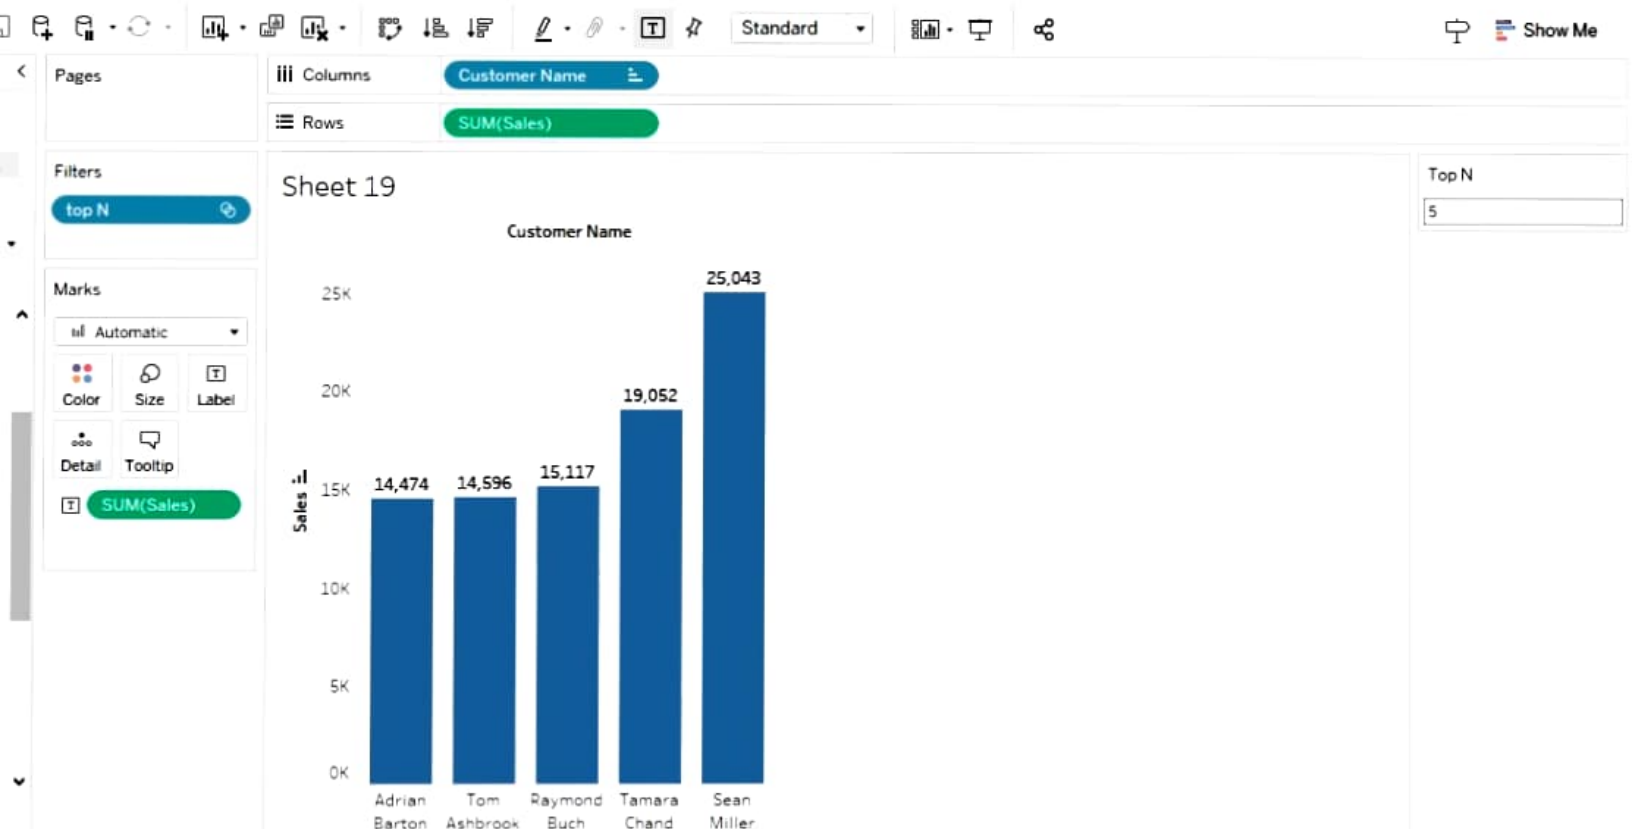 Standard
Show Me
Pages
Columns
Customer Name
Rows
SUM(Sales)
Filters
top N
Marks
Automatic
Color
Size
Label
Detail
Tooltip
SUM(Sales)
Sheet 19
Customer Name
25K
20K
15K
10K
5K
0K
Sales
14,474
14,596
15,117
19,052
25,043
Adrian
Barton
Tom
Ashbrook
Raymond
Buch
Tamara
Chand
Sean
Miller
Top N
5